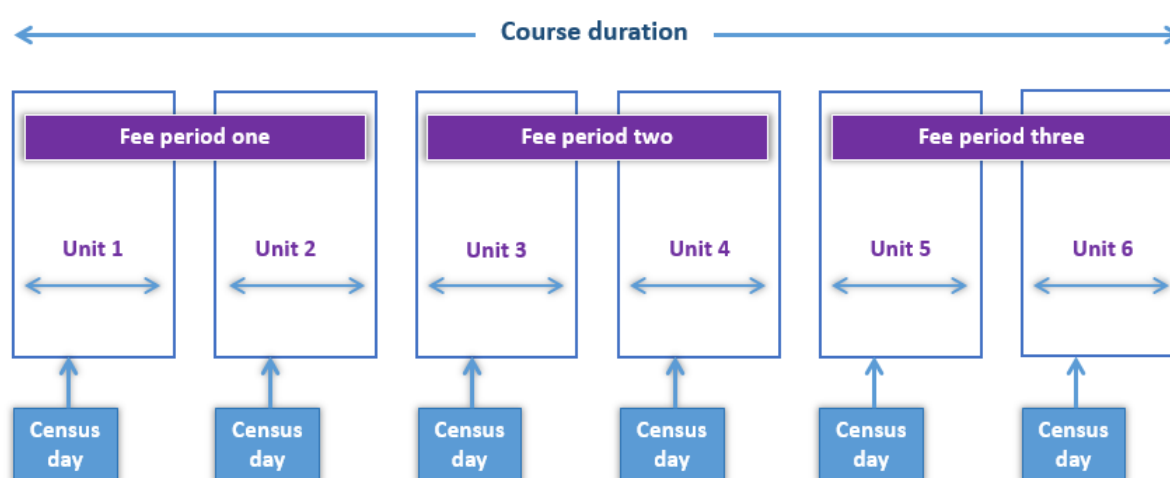 Course duration
Fee period one
Fee period two
Fee period three
Unit 1
Unit 2
Unit 3
Unit 4
Unit 5
Unit 6
Census
day
Census
day
Census
day
Census
day
Census
day
Census
day